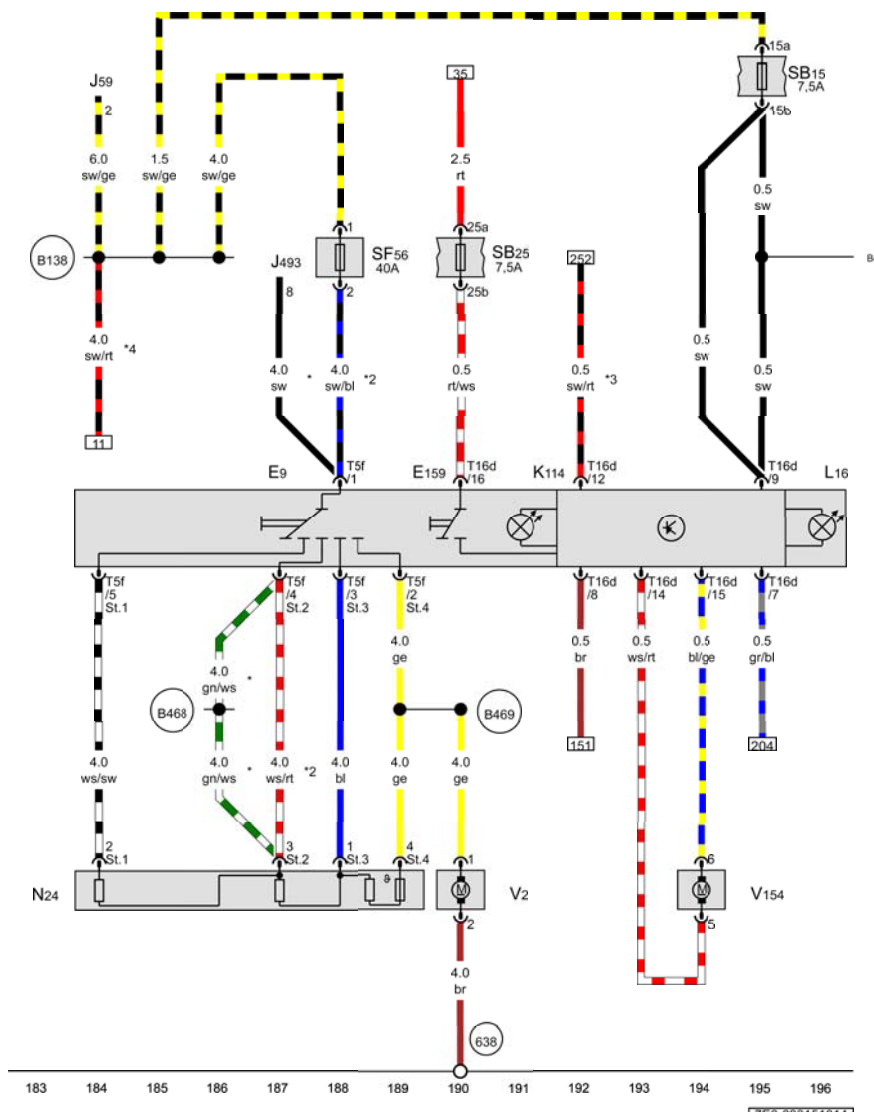 15a
SB15
7,5A
15b
J59
2
35
6.0
sw/ge
1.5
sw/ge
4.0
sw/ge
2.5
rt
0.5
sw
1
25a
B138
SF56
40A
SB25
7,5A
252
B
J493
8
2
25b
4.0
sw/rt
*4
4.0
sw
*
4.0
sw/bl
*2
0.5
rt/ws
0.5
sw/rt
*3
0.5
sw
0.5
sw
11
E9
T5f
/1
E159
T16d
/16
K114
T16d
/12
T16d
/9
L16
T5f
/5
St.1
T5f
/4
St.2
T5f
/3
St.3
T5f
/2
St.4
T16d
/8
T16d
/14
T16d
/15
T16d
/7
4.0
ge
0.5
br
0.5
ws/rt
0.5
bl/ge
0.5
gr/bl
4.0
gn/ws
*
B468
B469
151
204
4.0
ws/sw
4.0
gn/ws
*
4.0
ws/rt
*2
4.0
bl
4.0
ge
4.0
ge
2
St.1
3
St.2
1
St.3
4
St.4
1
6
N24
ϑ
M
V2
M
V154
2
5
4.0
br
638
183 184 185 186 187 188 189 190 191 192 193 194 195 196